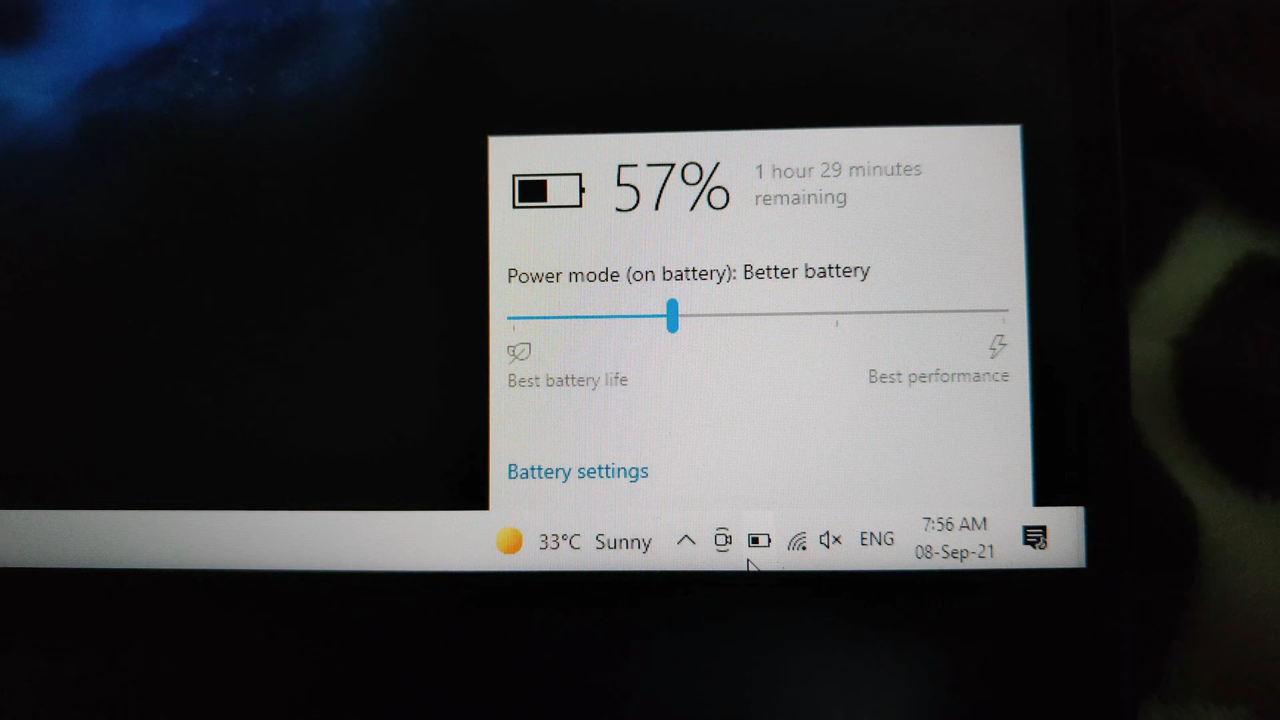 57%
1 hour 29 minutes
remaining
Power mode (on battery): Better battery
Best battery life
Best performance
Battery settings
33°C Sunny
ENG
7:56 AM
08-Sep-21